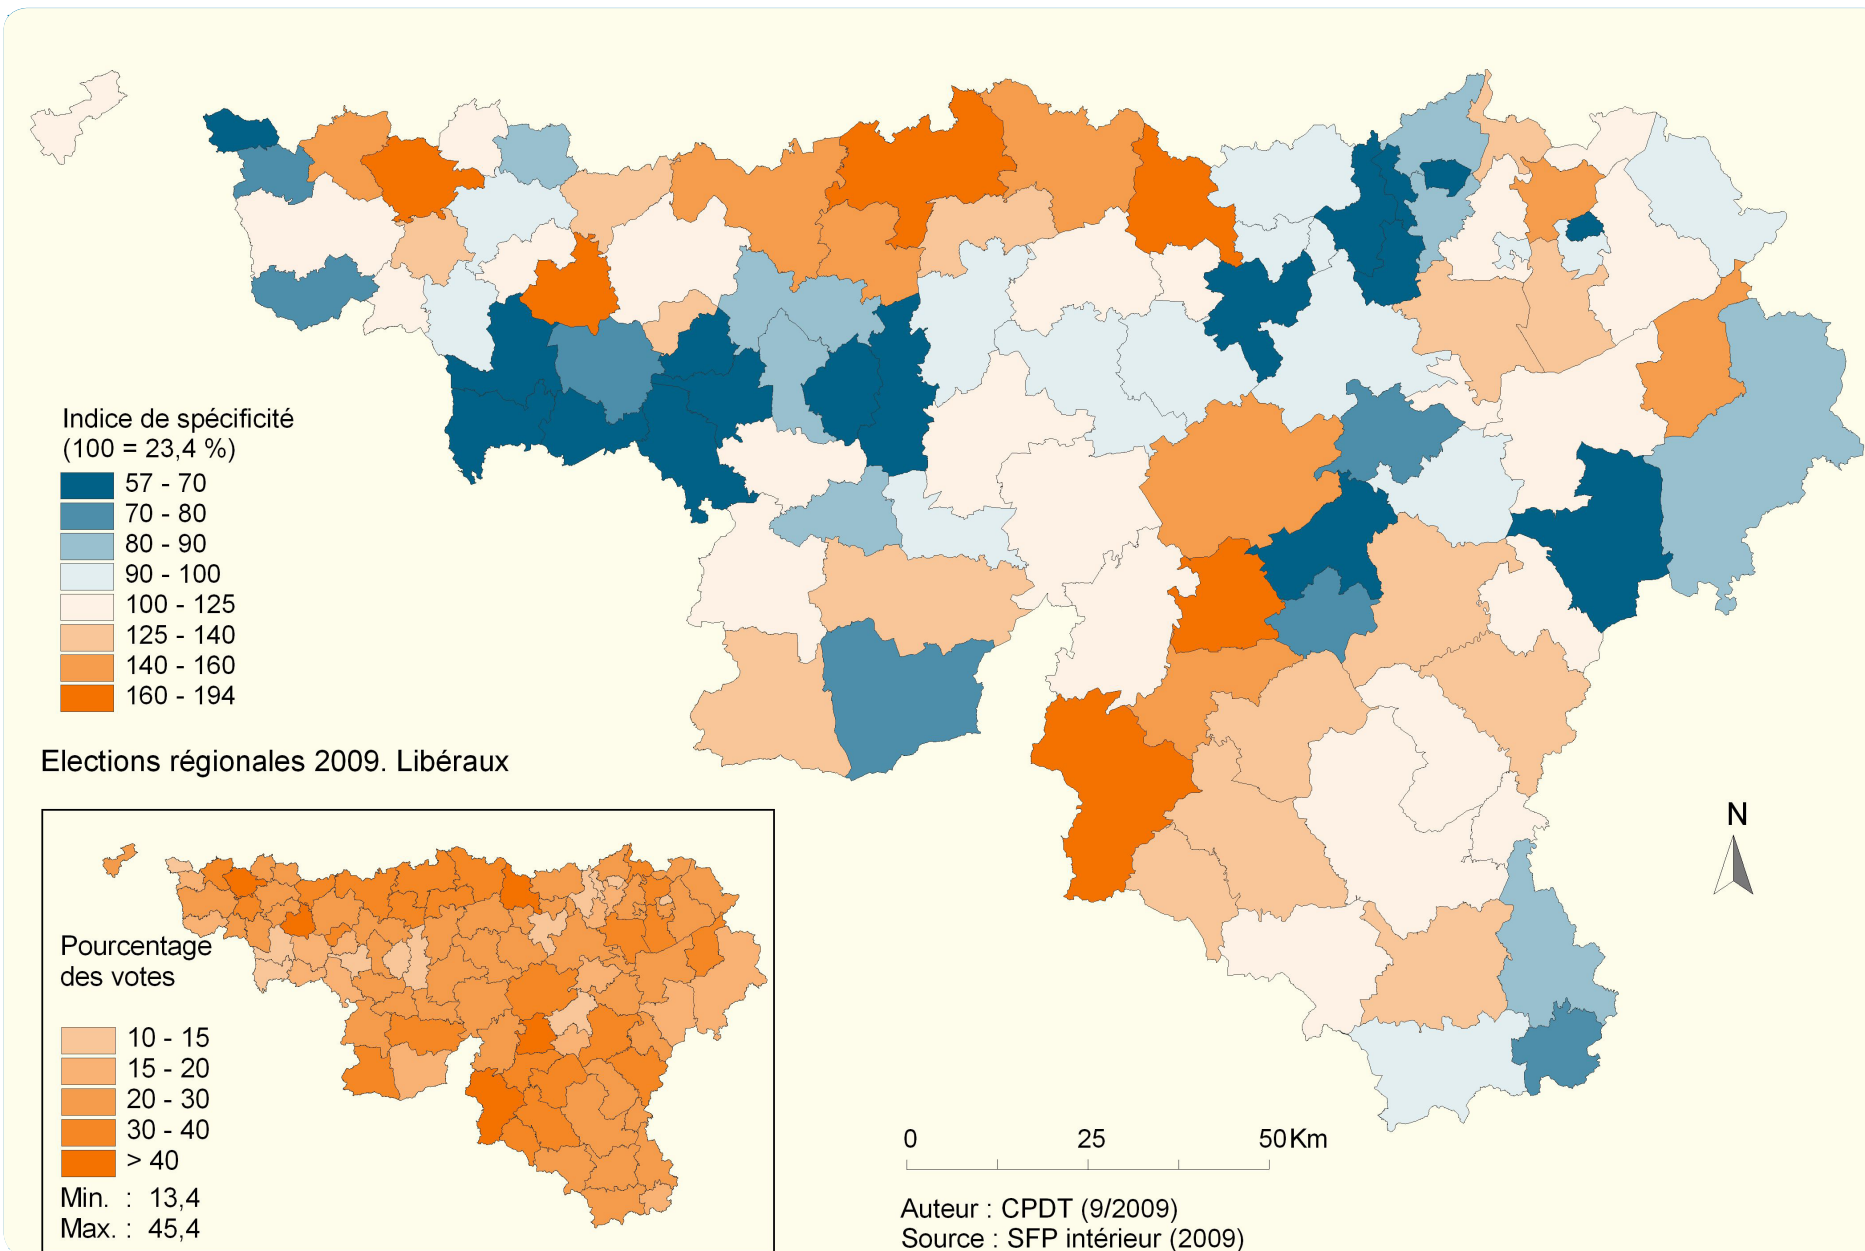 Indice de spécificité
(100 = 23,4 %)
57 - 70
70 - 80
80 - 90
90 - 100
100 - 125
125 - 140
140 - 160
160 - 194
Elections régionales 2009. Libéraux
Pourcentage
des votes
10 - 15
15 - 20
20 - 30
30 - 40
> 40
Min. : 13,4
Max. : 45,4
N
0 25 50Km
Auteur : CPDT (9/2009)
Source : SFP intérieur (2009)